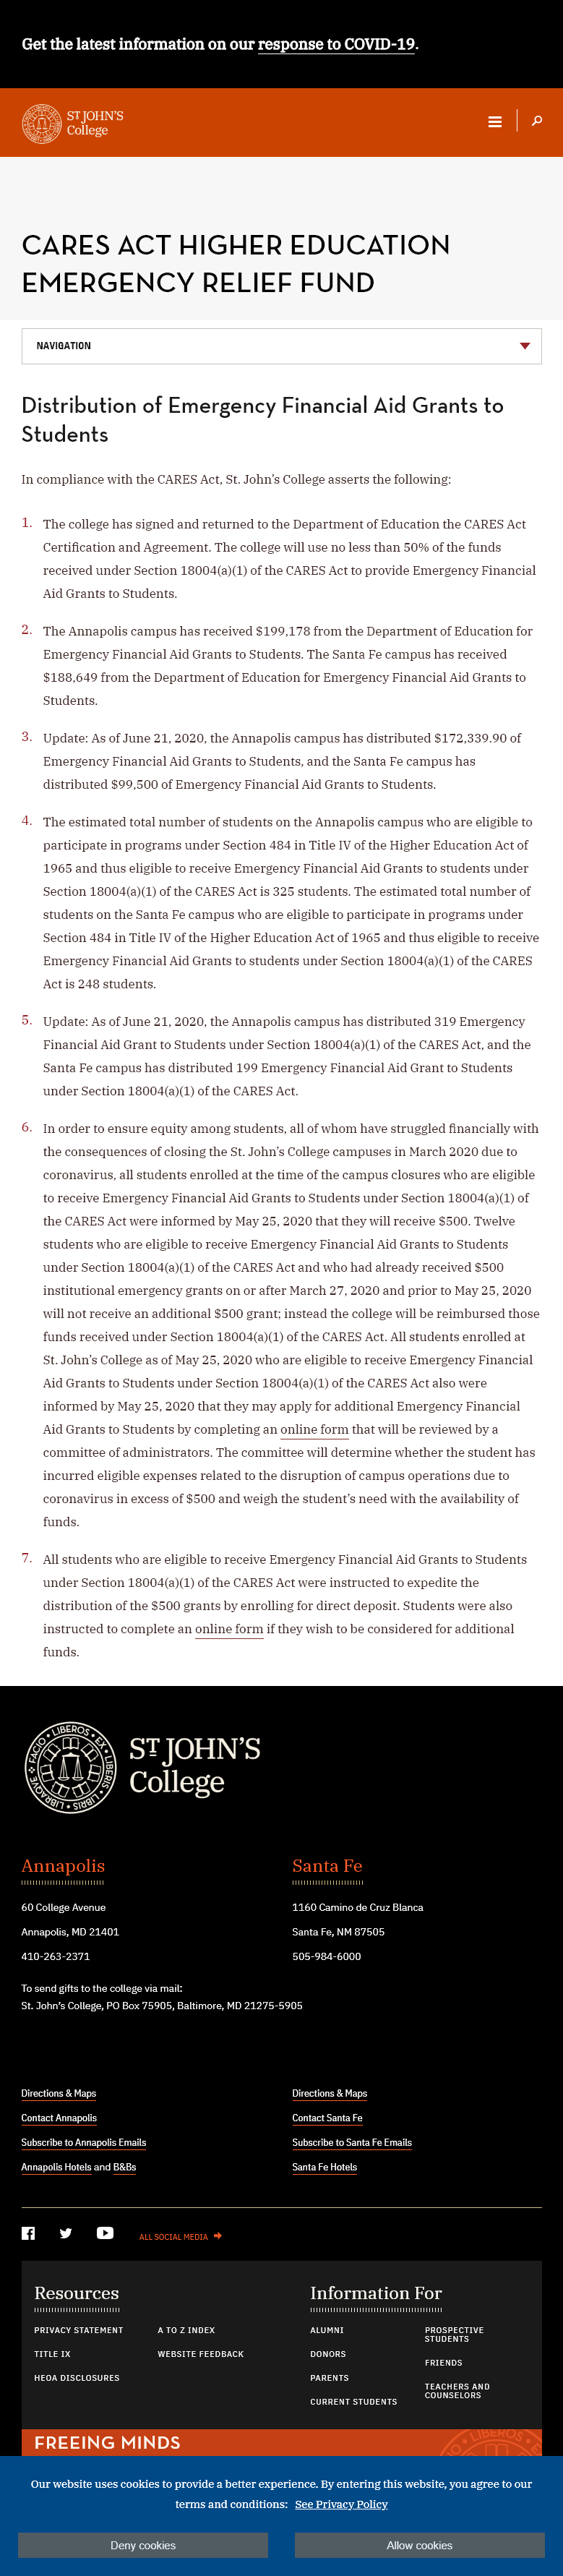 Get the latest information on our response to COVID-19.
ST JOHN'S
College
CARES ACT HIGHER EDUCATION
EMERGENCY RELIEF FUND
NAVIGATION
Distribution of Emergency Financial Aid Grants to
Students
In compliance with the CARES Act, St. John's College asserts the following:
1. The college has signed and returned to the Department of Education the CARES Act
Certification and Agreement. The college will use no less than 50% of the funds
received under Section 18004(a)(1) of the CARES Act to provide Emergency Financial
Aid Grants to Students.
2. The Annapolis campus has received $199,178 from the Department of Education for
Emergency Financial Aid Grants to Students. The Santa Fe campus has received
$188,649 from the Department of Education for Emergency Financial Aid Grants to
Students.
3. Update: As of June 21, 2020, the Annapolis campus has distributed $172,339.90 of
Emergency Financial Aid Grants to Students, and the Santa Fe campus has
distributed $99,500 of Emergency Financial Aid Grants to Students.
4. The estimated total number of students on the Annapolis campus who are eligible to
participate in programs under Section 484 in Title IV of the Higher Education Act of
1965 and thus eligible to receive Emergency Financial Aid Grants to students under
Section 18004(a)(1) of the CARES Act is 325 students. The estimated total number of
students on the Santa Fe campus who are eligible to participate in programs under
Section 484 in Title IV of the Higher Education Act of 1965 and thus eligible to receive
Emergency Financial Aid Grants to students under Section 18004(a)(1) of the CARES
Act is 248 students.
5. Update: As of June 21, 2020, the Annapolis campus has distributed 319 Emergency
Financial Aid Grant to Students under Section 18004(a)(1) of the CARES Act, and the
Santa Fe campus has distributed 199 Emergency Financial Aid Grant to Students
under Section 18004(a)(1) of the CARES Act.
6. In order to ensure equity among students, all of whom have struggled financially with
the consequences of closing the St. John's College campuses in March 2020 due to
coronavirus, all students enrolled at the time of the campus closures who are eligible
to receive Emergency Financial Aid Grants to Students under Section 18004(a)(1) of
the CARES Act were informed by May 25, 2020 that they will receive $500. Twelve
students who are eligible to receive Emergency Financial Aid Grants to Students
under Section 18004(a)(1) of the CARES Act and who had already received $500
institutional emergency grants on or after March 27, 2020 and prior to May 25, 2020
will not receive an additional $500 grant; instead the college will be reimbursed those
funds received under Section 18004(a)(1) of the CARES Act. All students enrolled at
St. John's College as of May 25, 2020 who are eligible to receive Emergency Financial
Aid Grants to Students under Section 18004(a)(1) of the CARES Act also were
informed by May 25, 2020 that they may apply for additional Emergency Financial
Aid Grants to Students by completing an online form that will be reviewed by a
committee of administrators. The committee will determine whether the student has
incurred eligible expenses related to the disruption of campus operations due to
coronavirus in excess of $500 and weigh the student's need with the availability of
funds.
7. All students who are eligible to receive Emergency Financial Aid Grants to Students
under Section 18004(a)(1) of the CARES Act were instructed to expedite the
distribution of the $500 grants by enrolling for direct deposit. Students were also
instructed to complete an online form if they wish to be considered for additional
funds.
FACIO LIBEROS EX LIBERIS LIBRIS LIBRAQUE
ST JOHN'S
College
Annapolis
60 College Avenue
Annapolis, MD 21401
410-263-2371
Santa Fe
1160 Camino de Cruz Blanca
Santa Fe, NM 87505
505-984-6000
To send gifts to the college via mail:
St. John's College, PO Box 75905, Baltimore, MD 21275-5905
Directions & Maps
Contact Annapolis
Subscribe to Annapolis Emails
Annapolis Hotels and B&Bs
Directions & Maps
Contact Santa Fe
Subscribe to Santa Fe Emails
Santa Fe Hotels
ALL SOCIAL MEDIA
Resources
PRIVACY STATEMENT
TITLE IX
HEOA DISCLOSURES
A TO Z INDEX
WEBSITE FEEDBACK
Information For
ALUMNI
DONORS
PARENTS
CURRENT STUDENTS
PROSPECTIVE
STUDENTS
FRIENDS
TEACHERS AND
COUNSELORS
FREEING MINDS
Our website uses cookies to provide a better experience. By entering this website, you agree to our
terms and conditions: See Privacy Policy
Deny cookies
Allow cookies